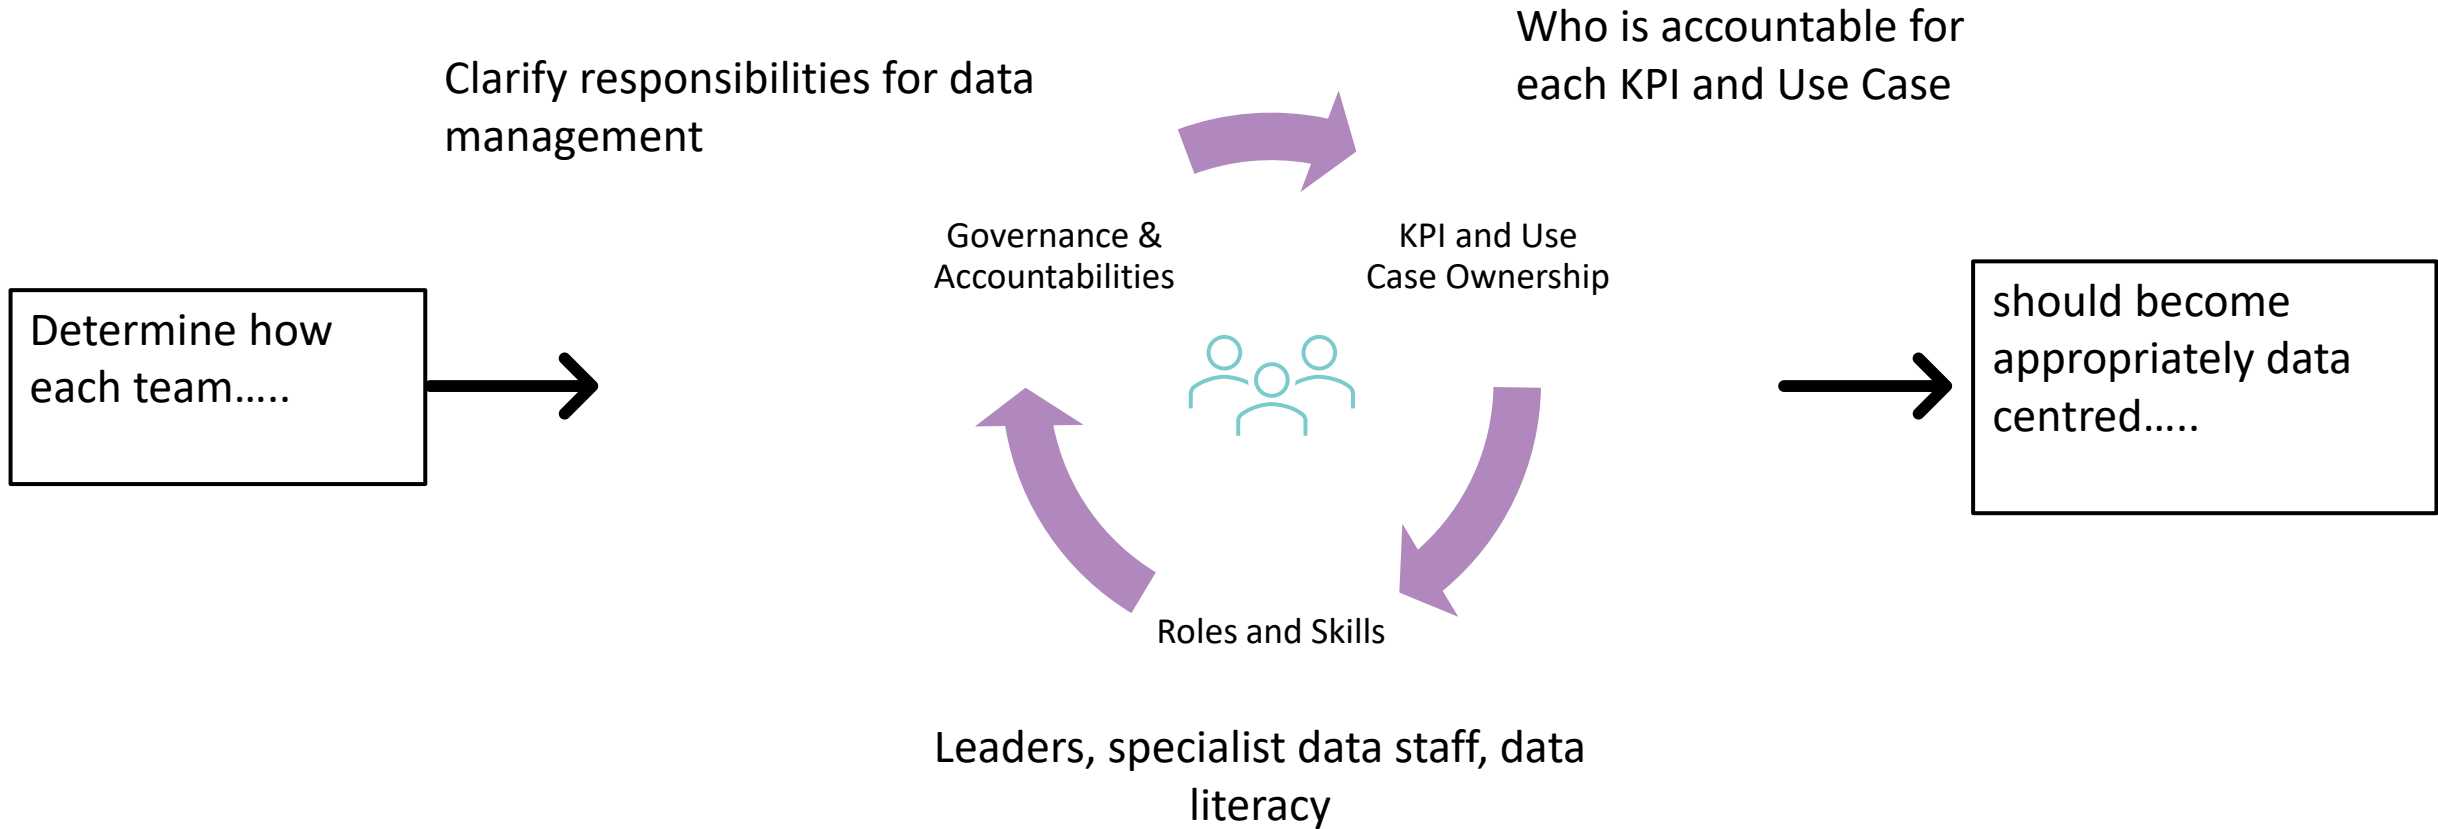 Who is accountable for
each KPI and Use Case
Clarify responsibilities for data
management
Governance &
Accountabilities
KPI and Use
Case Ownership
Determine how
each team.....
should become
appropriately data
centred.....
Roles and Skills
Leaders, specialist data staff, data
literacy